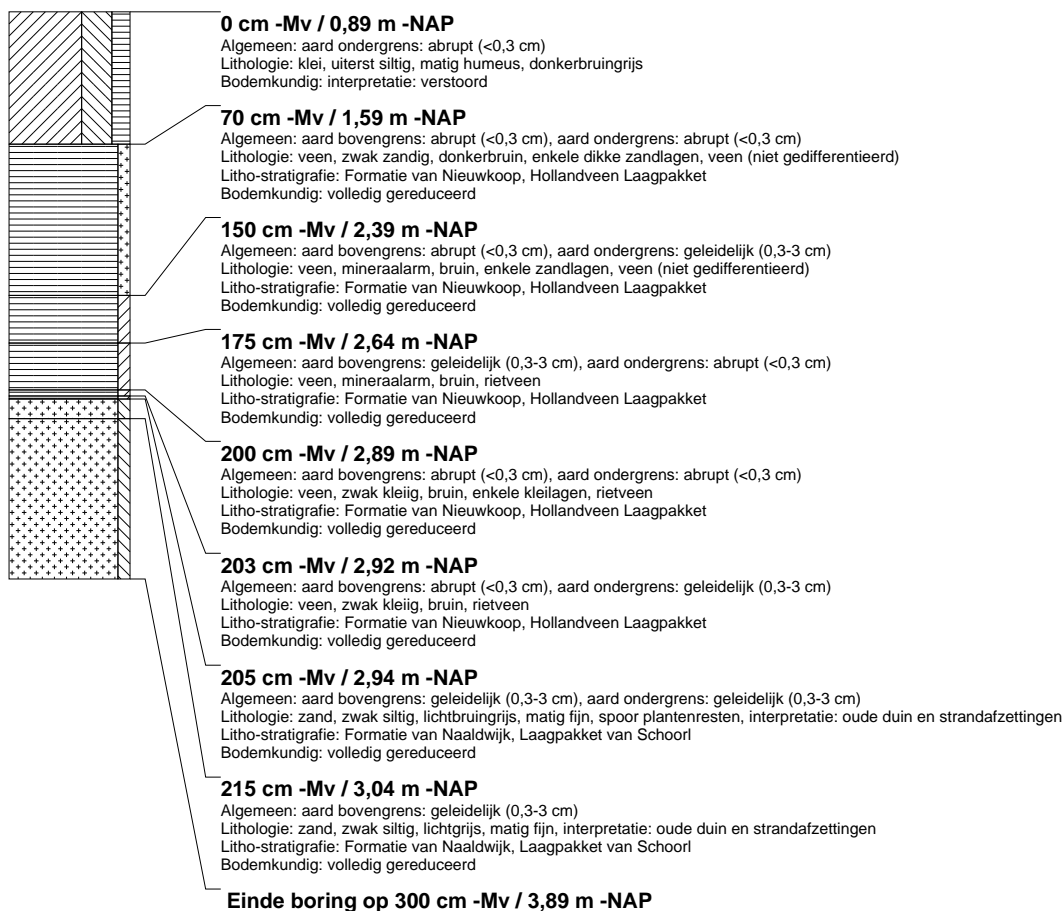 0 cm -Mv / 0,89 m -NAP
Algemeen: aard ondergrens: abrupt (<0,3 cm)
Lithologie: klei, uiterst siltig, matig humeus, donkerbruingrijs
Bodemkundig: interpretatie: verstoord
70 cm -Mv / 1,59 m -NAP
Algemeen: aard bovengrens: abrupt (<0,3 cm), aard ondergrens: abrupt (<0,3 cm)
Lithologie: veen, zwak zandig, donkerbruin, enkele dikke zandlagen, veen (niet gedifferentieerd)
Litho-stratigrafie: Formatie van Nieuwkoop, Hollandveen Laagpakket
Bodemkundig: volledig gereduceerd
150 cm -Mv / 2,39 m -NAP
Algemeen: aard bovengrens: abrupt (<0,3 cm), aard ondergrens: geleidelijk (0,3-3 cm)
Lithologie: veen, mineraalarm, bruin, enkele zandlagen, veen (niet gedifferentieerd)
Litho-stratigrafie: Formatie van Nieuwkoop, Hollandveen Laagpakket
Bodemkundig: volledig gereduceerd
175 cm -Mv / 2,64 m -NAP
Algemeen: aard bovengrens: geleidelijk (0,3-3 cm), aard ondergrens: abrupt (<0,3 cm)
Lithologie: veen, mineraalarm, bruin, rietveen
Litho-stratigrafie: Formatie van Nieuwkoop, Hollandveen Laagpakket
Bodemkundig: volledig gereduceerd
200 cm -Mv / 2,89 m -NAP
Algemeen: aard bovengrens: abrupt (<0,3 cm), aard ondergrens: abrupt (<0,3 cm)
Lithologie: veen, zwak kleiig, bruin, enkele kleilagen, rietveen
Litho-stratigrafie: Formatie van Nieuwkoop, Hollandveen Laagpakket
Bodemkundig: volledig gereduceerd
203 cm -Mv / 2,92 m -NAP
Algemeen: aard bovengrens: abrupt (<0,3 cm), aard ondergrens: geleidelijk (0,3-3 cm)
Lithologie: veen, zwak kleiig, bruin, rietveen
Litho-stratigrafie: Formatie van Nieuwkoop, Hollandveen Laagpakket
Bodemkundig: volledig gereduceerd
205 cm -Mv / 2,94 m -NAP
Algemeen: aard bovengrens: geleidelijk (0,3-3 cm), aard ondergrens: geleidelijk (0,3-3 cm)
Lithologie: zand, zwak siltig, lichtbruingrijs, matig fijn, spoor plantenresten, interpretatie: oude duin en strandafzettingen
Litho-stratigrafie: Formatie van Naaldwijk, Laagpakket van Schoorl
Bodemkundig: volledig gereduceerd
215 cm -Mv / 3,04 m -NAP
Algemeen: aard bovengrens: geleidelijk (0,3-3 cm)
Lithologie: zand, zwak siltig, lichtgrijs, matig fijn, interpretatie: oude duin en strandafzettingen
Litho-stratigrafie: Formatie van Naaldwijk, Laagpakket van Schoorl
Bodemkundig: volledig gereduceerd
Einde boring op 300 cm -Mv / 3,89 m -NAP